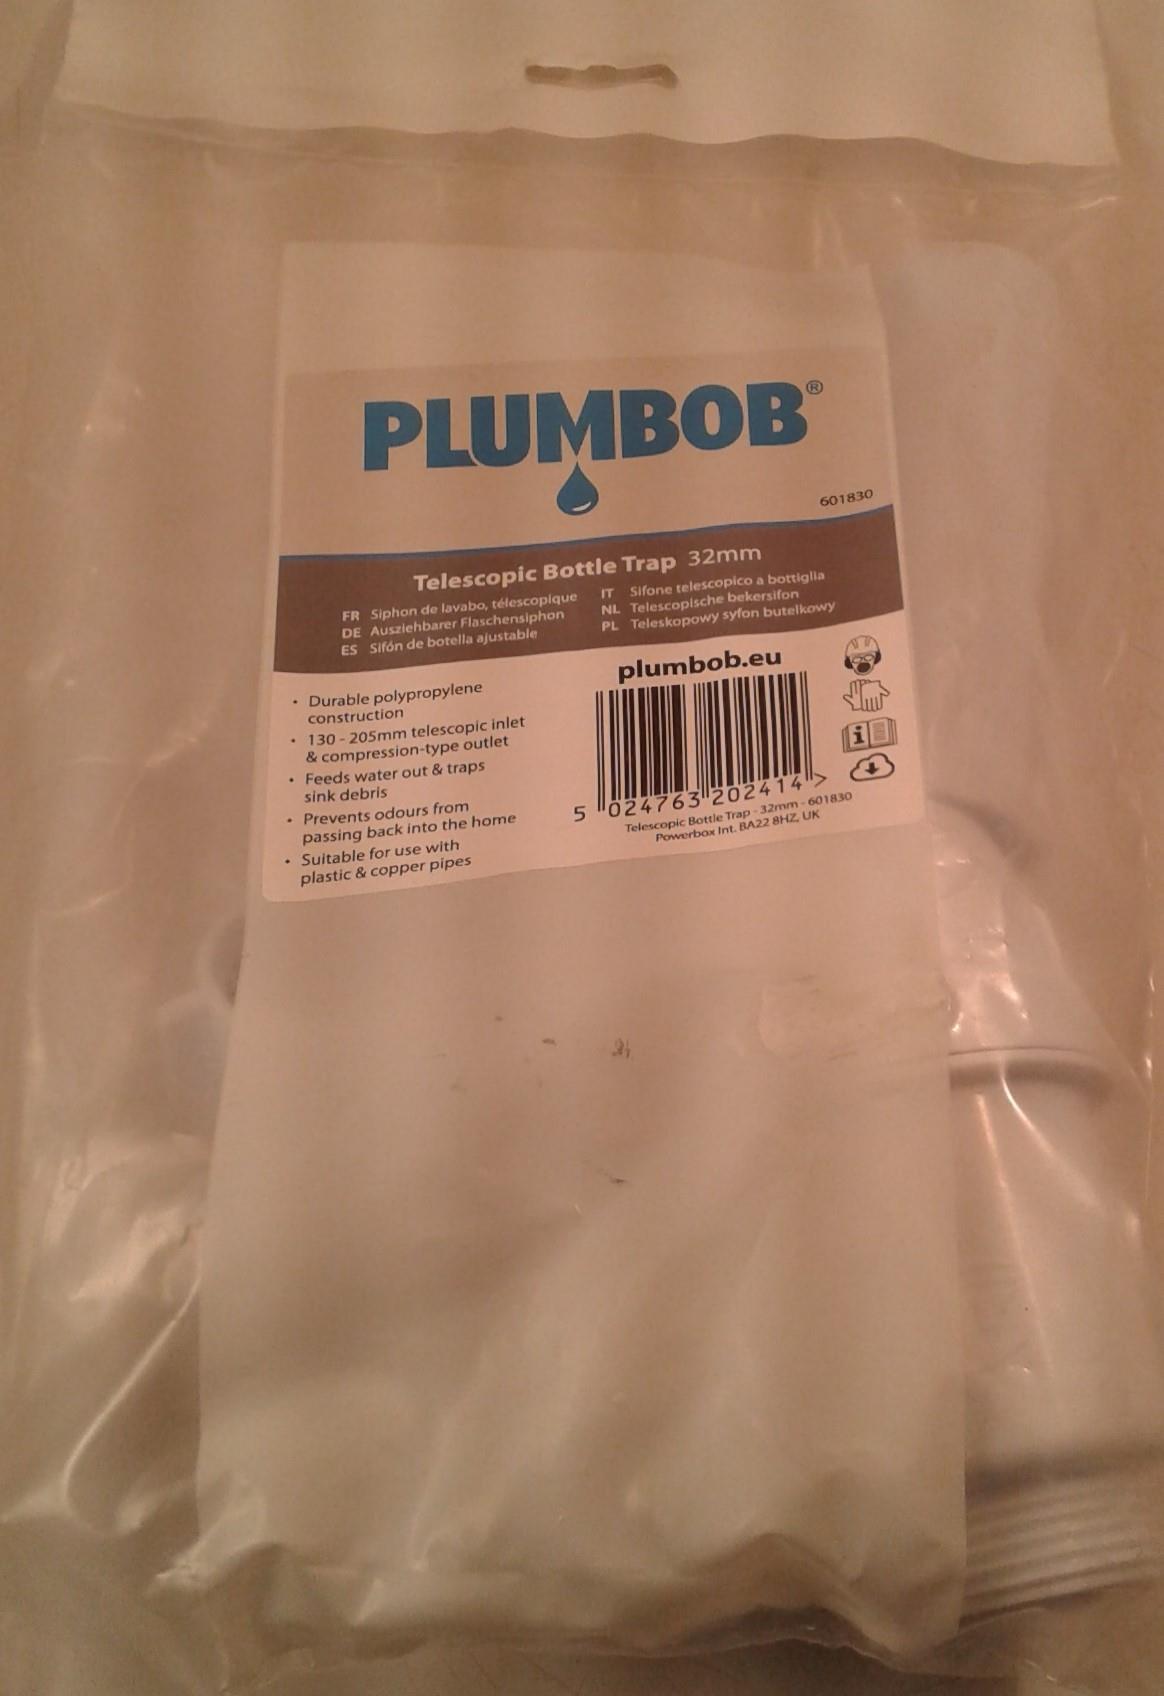 PLUMBOB®
601830
Telescopic Bottle Trap 32mm
FR Siphon de lavabo, télescopique
DE Ausziehbarer Flaschensiphon
ES Sifón de botella ajustable
IT Sifone telescopico a bottiglia
NL Telescopische bekersifon
PL Teleskopowy syfon butelkowy
• Durable polypropylene
construction
• 130 - 205mm telescopic inlet
& compression-type outlet
• Feeds water out & traps
sink debris
• Prevents odours from
passing back into the home
• Suitable for use with
plastic & copper pipes
plumbob.eu
5 024763 202414 >
Telescopic Bottle Trap - 32mm - 601830
Powerbox Int. BA22 8HZ, UK
i